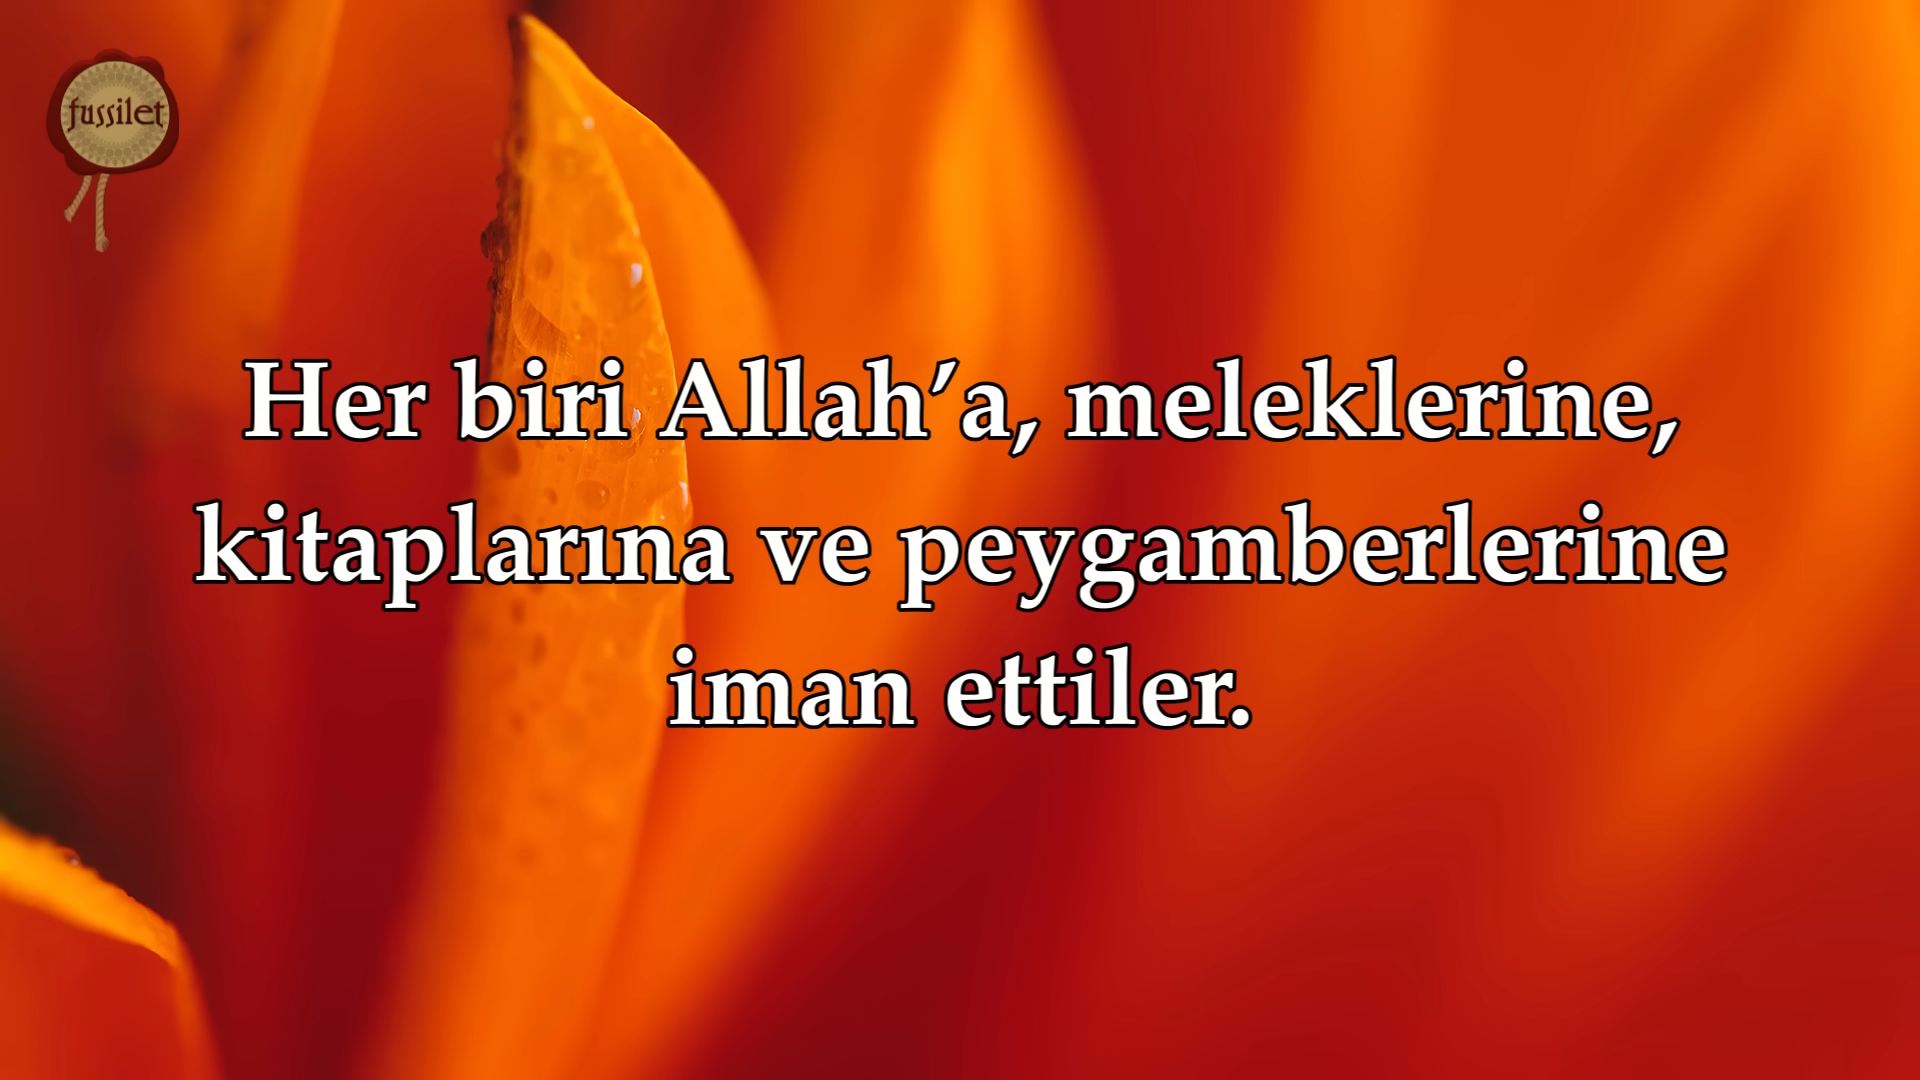 fussilet
Her biri Allah’a, meleklerine,
kitaplarına ve peygamberlerine
iman ettiler.